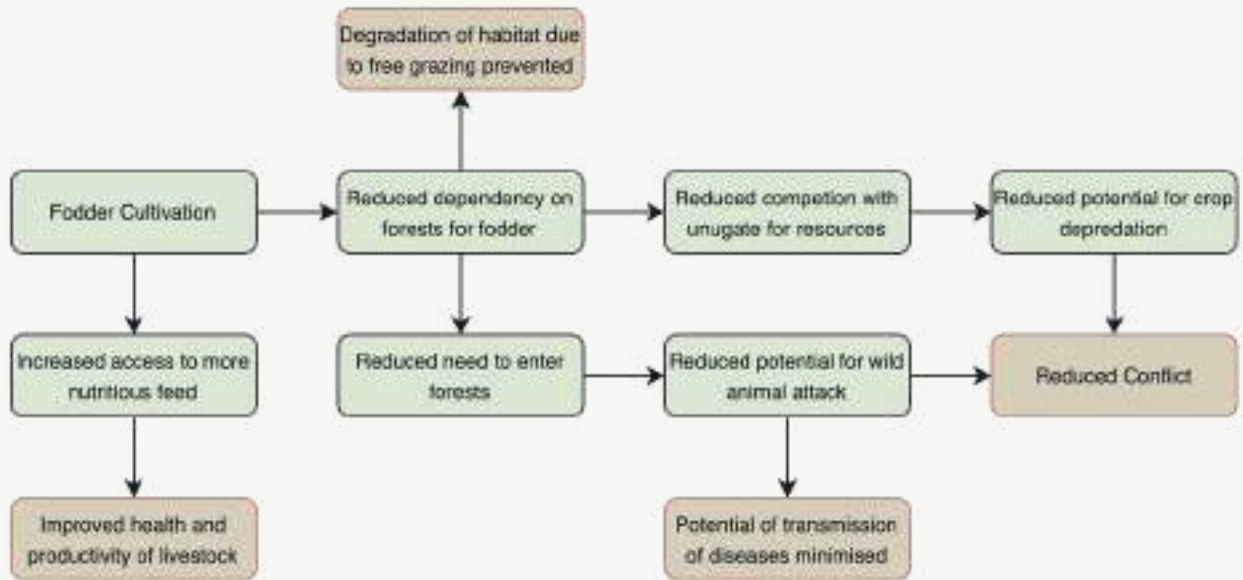 Degradation of habitat due
to free grazing prevented
Fodder Cultivation
Reduced dependency on
forests for fodder
Reduced competion with
unugate for resources
Reduced potential for crop
depredation
Increased access to more
nutritious feed
Reduced need to enter
forests
Reduced potential for wild
animal attack
Reduced Conflict
Improved health and
productivity of livestock
Potential of transmission
of diseases minimised